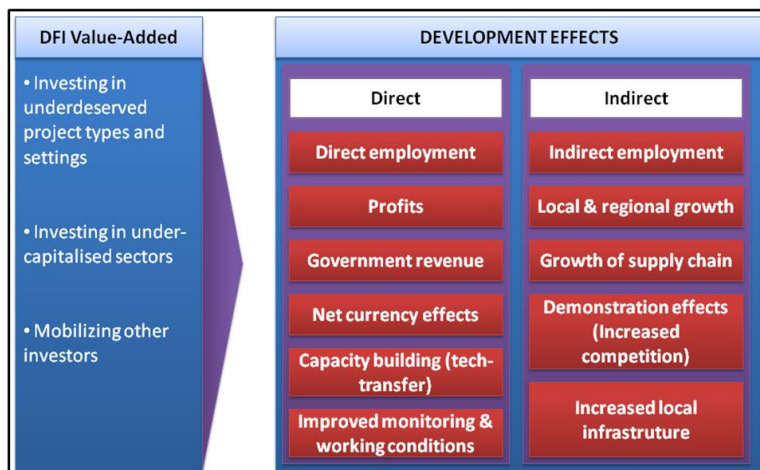 DFI Value-Added
• Investing in
underdeserved
project types and
settings
• Investing in under-
capitalised sectors
• Mobilizing other
investors
DEVELOPMENT EFFECTS
Direct
Direct employment
Profits
Government revenue
Net currency effects
Capacity building (tech-
transfer)
Improved monitoring &
working conditions
Indirect
Indirect employment
Local & regional growth
Growth of supply chain
Demonstration effects
(Increased
competition)
Increased local
infrastruture